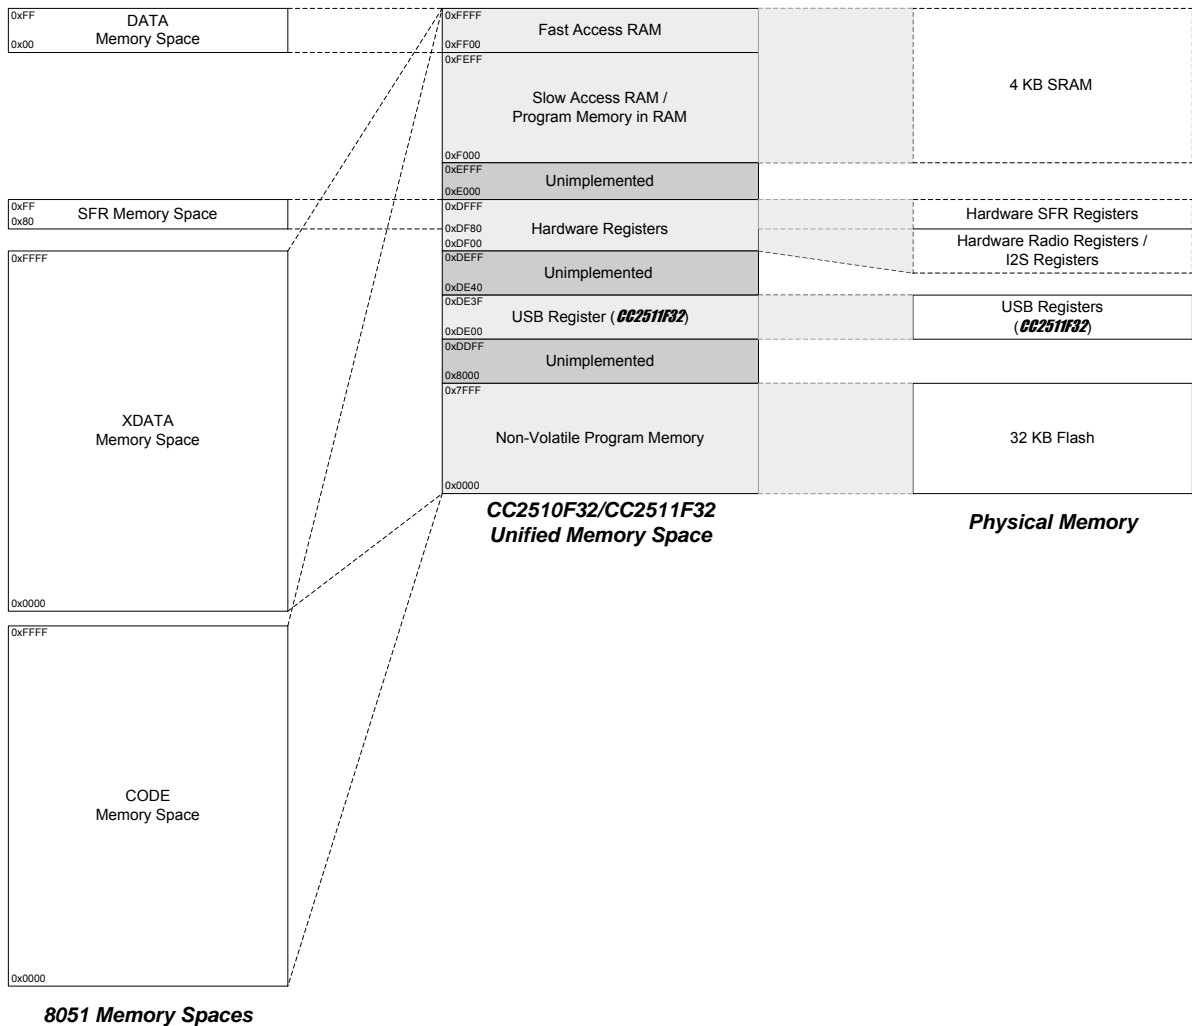 0xFF
DATA
Memory Space
0x00
0xFF
SFR Memory Space
0x80
0xFFFF
XDATA
Memory Space
0x0000
0xFFFF
CODE
Memory Space
0x0000
8051 Memory Spaces
0xFFFF
Fast Access RAM
0xFF00
0xFEFF
Slow Access RAM /
Program Memory in RAM
0xF000
0xEFFF
Unimplemented
0xE000
0xDFFF
Hardware Registers
0xDF80
0xDF00
0xDEFF
Unimplemented
0xDE40
0xDE3F
USB Register (CC2511F32)
0xDE00
0xDDFF
Unimplemented
0x8000
0x7FFF
Non-Volatile Program Memory
0x0000
CC2510F32/CC2511F32
Unified Memory Space
4 KB SRAM
Hardware SFR Registers
Hardware Radio Registers /
I2S Registers
USB Registers
(CC2511F32)
32 KB Flash
Physical Memory